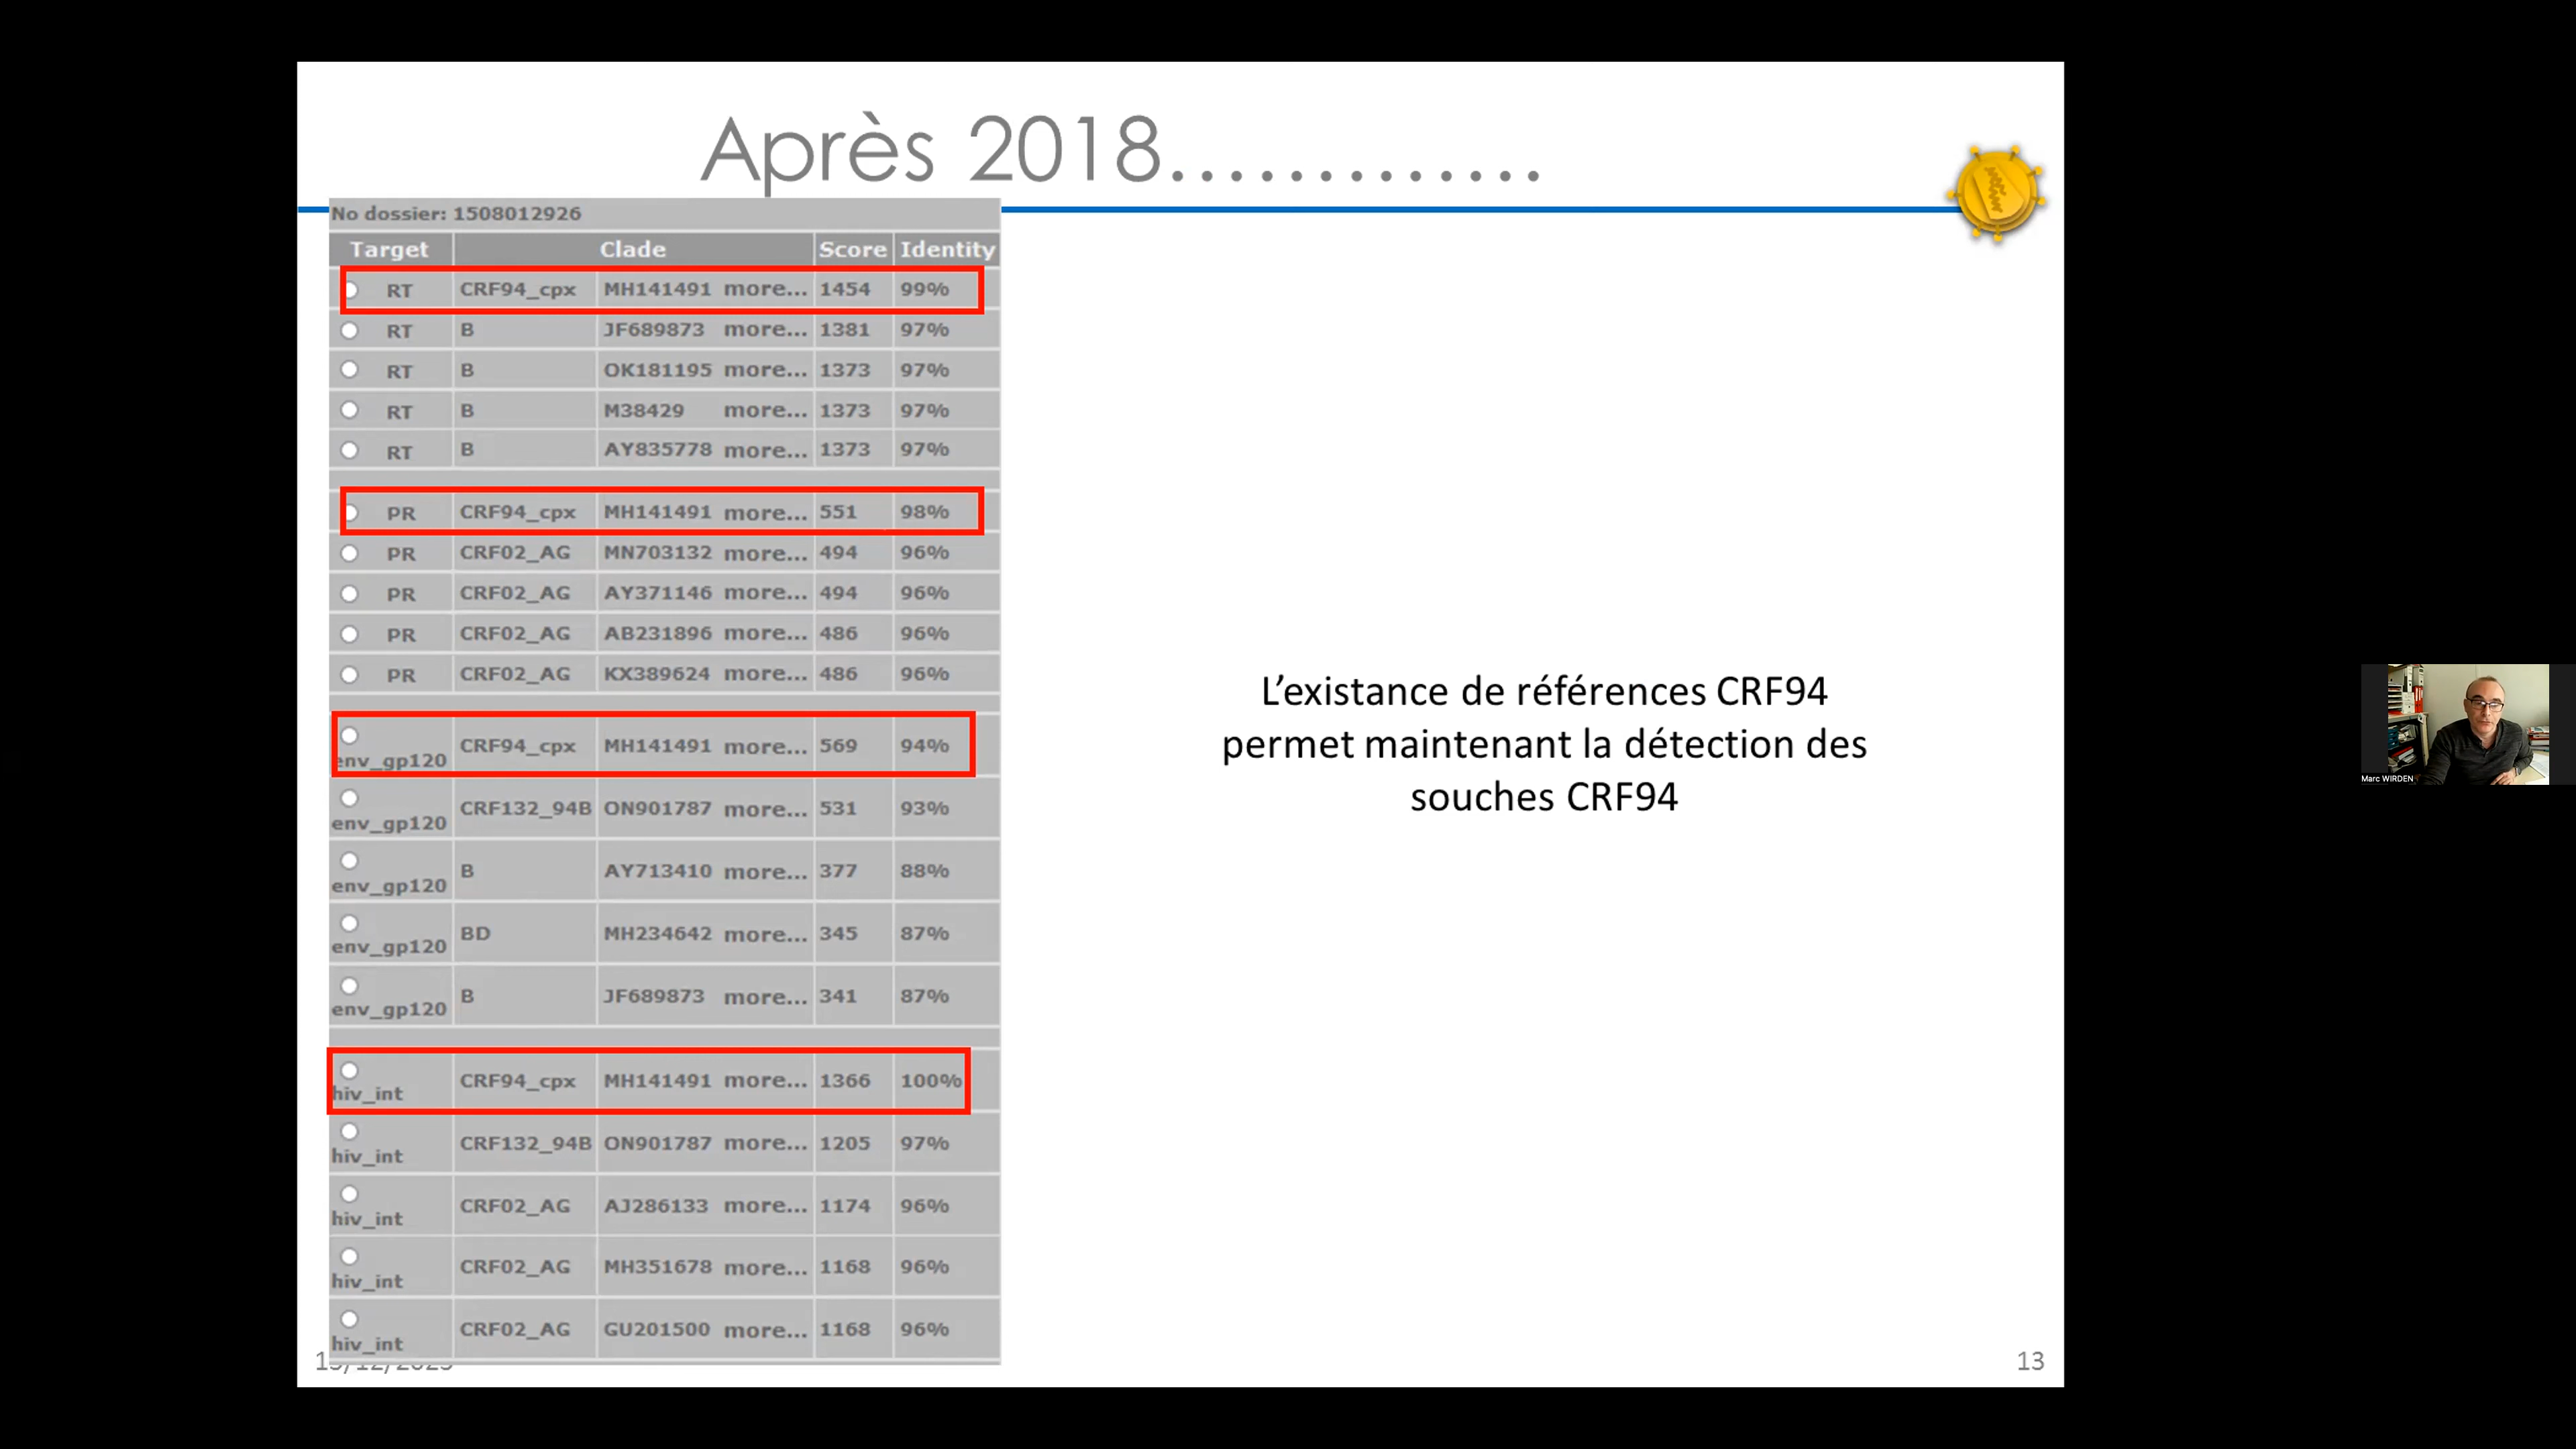 Après 2018.............
No dossier: 1508012926
Target Clade Score Identity
RT CRF94_cpx MH141491 more... 1454 99%
RT B JF689873 more... 1381 97%
RT B OK181195 more... 1373 97%
RT B M38429 more... 1373 97%
RT B AY835778 more... 1373 97%
PR CRF94_cpx MH141491 more... 551 98%
PR CRF02_AG MN703132 more... 494 96%
PR CRF02_AG AY371146 more... 494 96%
PR CRF02_AG AB231896 more... 486 96%
PR CRF02_AG KX389624 more... 486 96%
env_gp120 CRF94_cpx MH141491 more... 569 94%
env_gp120 CRF132_94B ON901787 more... 531 93%
env_gp120 B AY713410 more... 377 88%
env_gp120 BD MH234642 more... 345 87%
env_gp120 B JF689873 more... 341 87%
hiv_int CRF94_cpx MH141491 more... 1366 100%
hiv_int CRF132_94B ON901787 more... 1205 97%
hiv_int CRF02_AG AJ286133 more... 1174 96%
hiv_int CRF02_AG MH351678 more... 1168 96%
hiv_int CRF02_AG GU201500 more... 1168 96%
L'existance de références CRF94
permet maintenant la détection des
souches CRF94
13
Marc WIRDEN